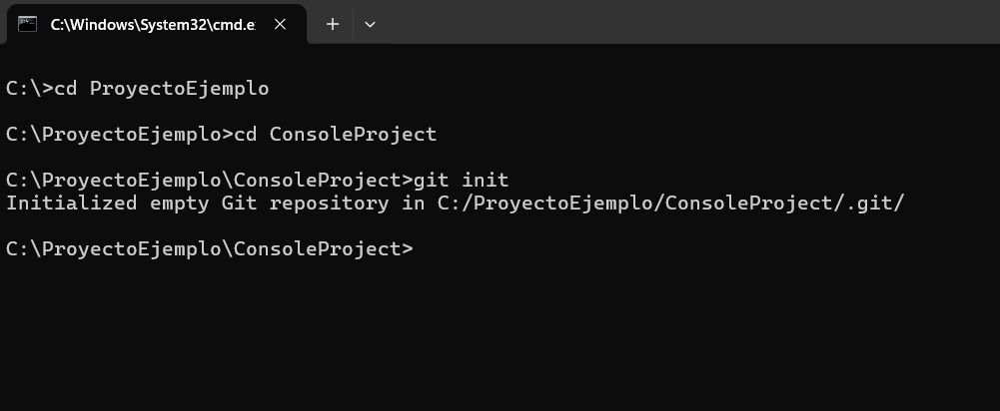 C:\Windows\System32\cmd.e
C:\>cd ProyectoEjemplo
C:\ProyectoEjemplo>cd ConsoleProject
C:\ProyectoEjemplo\ConsoleProject>git init
Initialized empty Git repository in C:/ProyectoEjemplo/ConsoleProject/.git/
C:\ProyectoEjemplo\ConsoleProject>